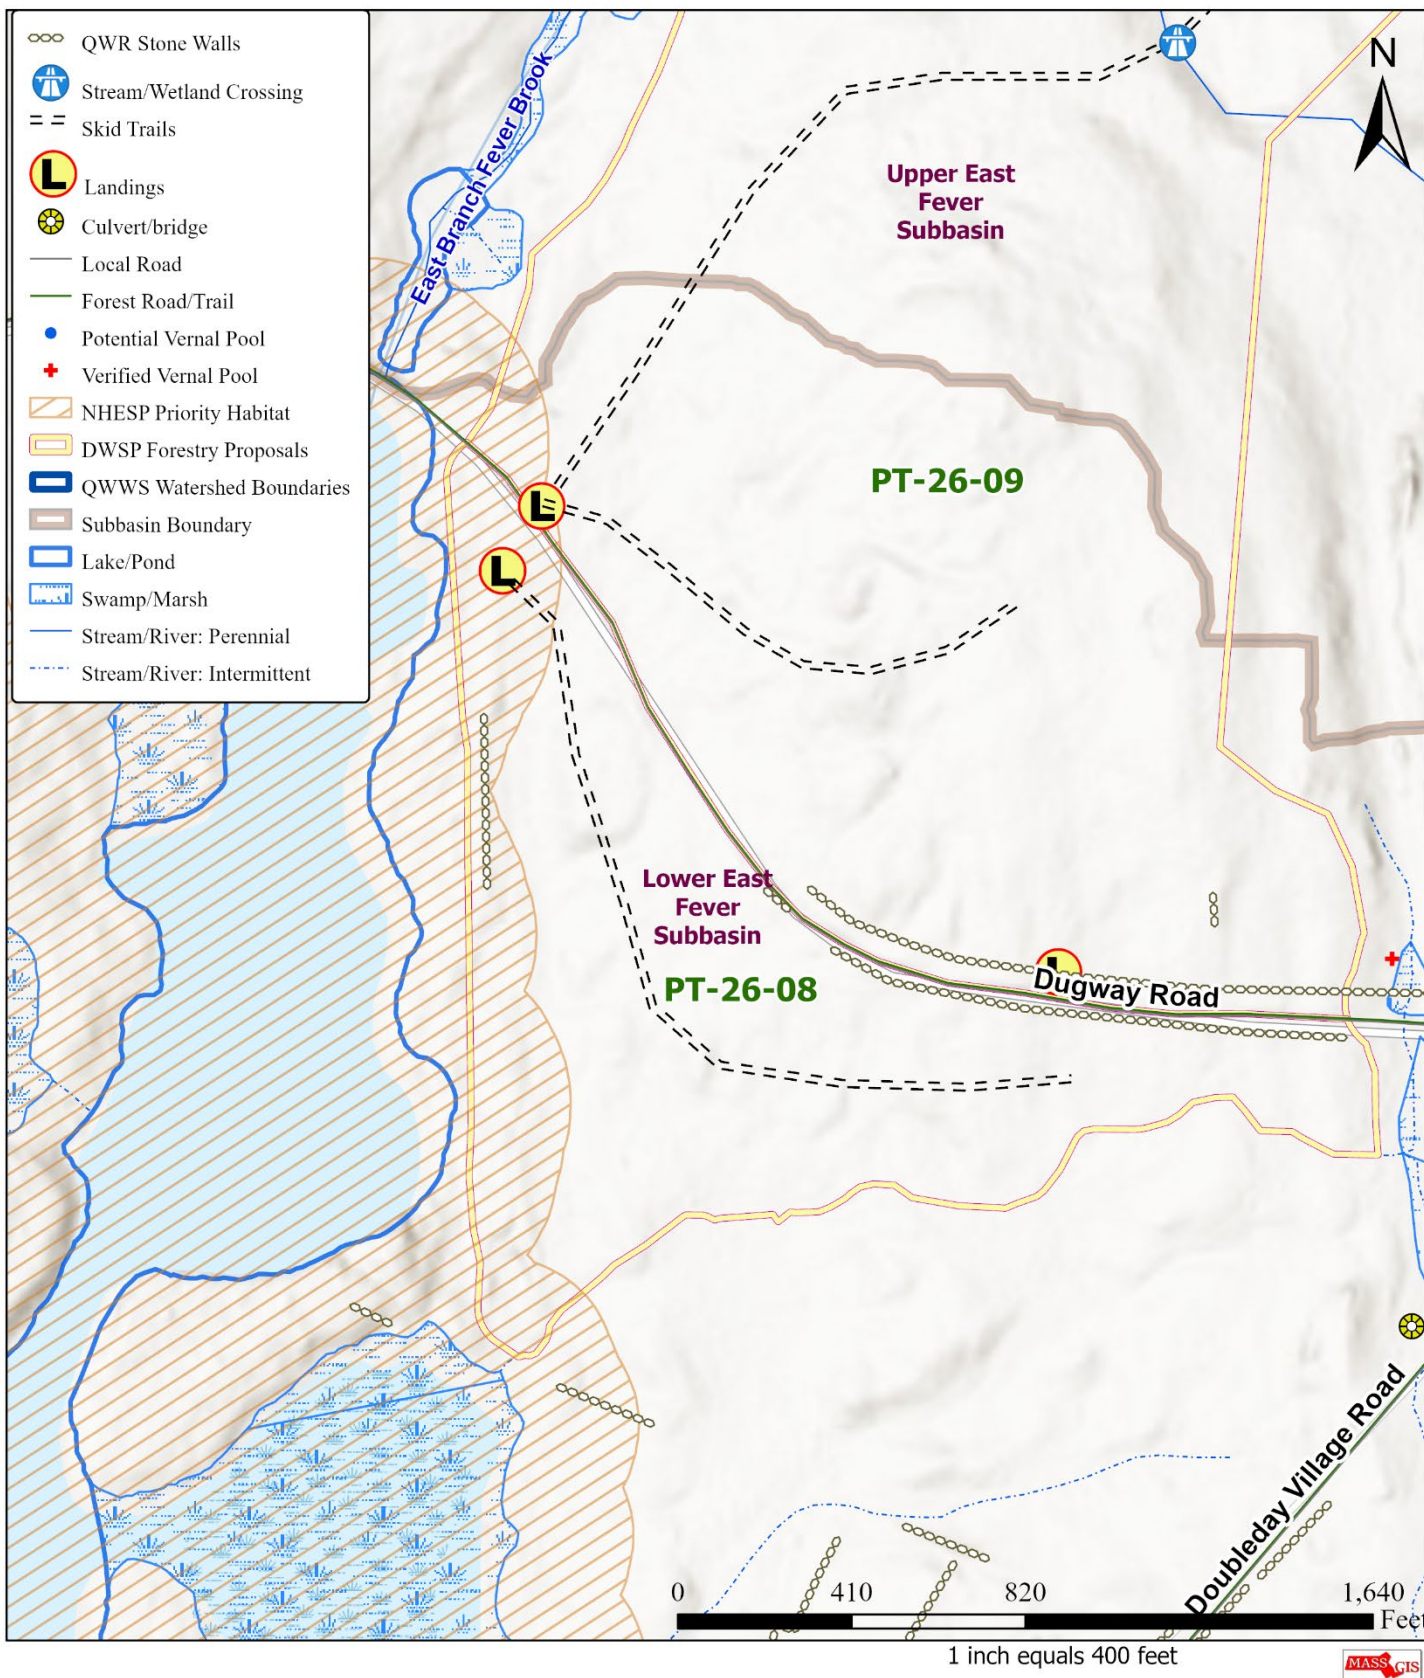 QWR Stone Walls
Stream/Wetland Crossing
Skid Trails
L
Landings
Culvert/bridge
Local Road
Forest Road/Trail
Potential Vernal Pool
Verified Vernal Pool
NHESP Priority Habitat
DWSP Forestry Proposals
QWWS Watershed Boundaries
Subbasin Boundary
Lake/Pond
Swamp/Marsh
Stream/River: Perennial
Stream/River: Intermittent
N
East Branch Fever Brook
Upper East
Fever
Subbasin
PT-26-09
L
L
Lower East
Fever
Subbasin
PT-26-08
L
Dugway Road
Doubleday Village Road
0 410 820 1,640
Feet
1 inch equals 400 feet
MASSGIS